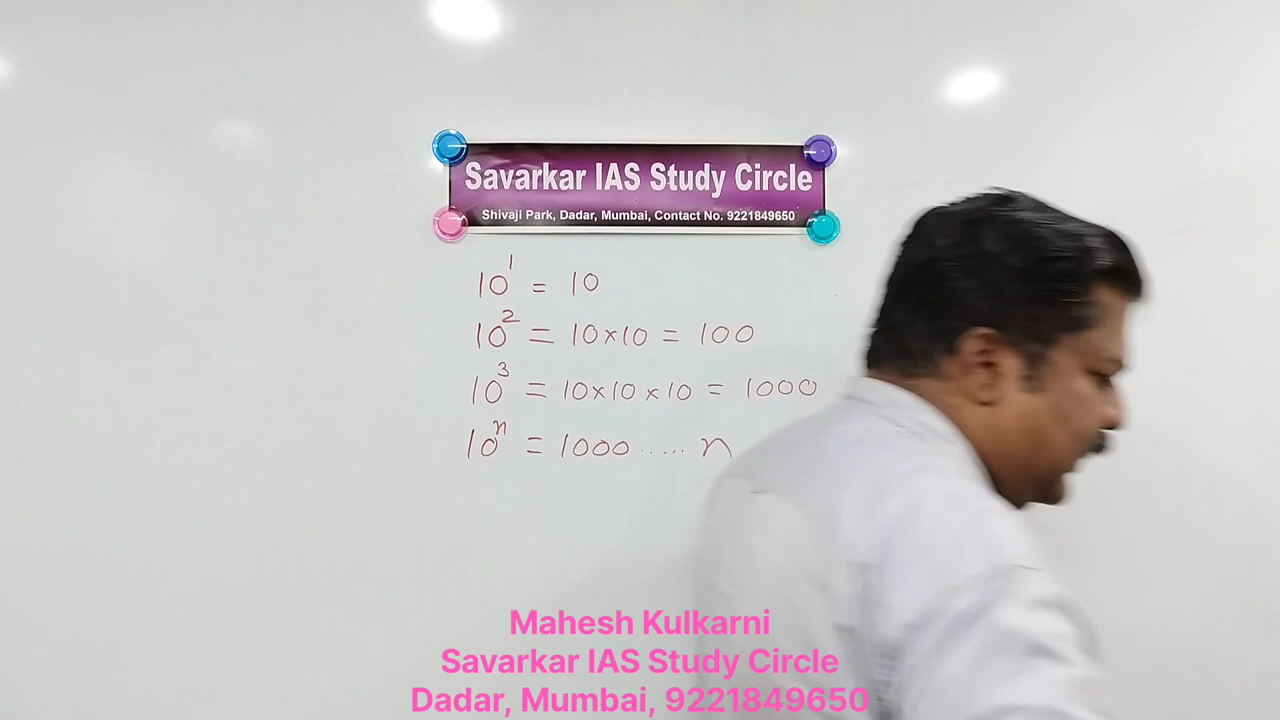 Savarkar IAS Study Circle
Shivaji Park, Dadar, Mumbai, Contact No. 9221849650
10¹ = 10
10² = 10×10 = 100
10³ = 10×10×10 = 1000
10ⁿ = 1000..... n
Mahesh Kulkarni
Savarkar IAS Study Circle
Dadar, Mumbai, 9221849650